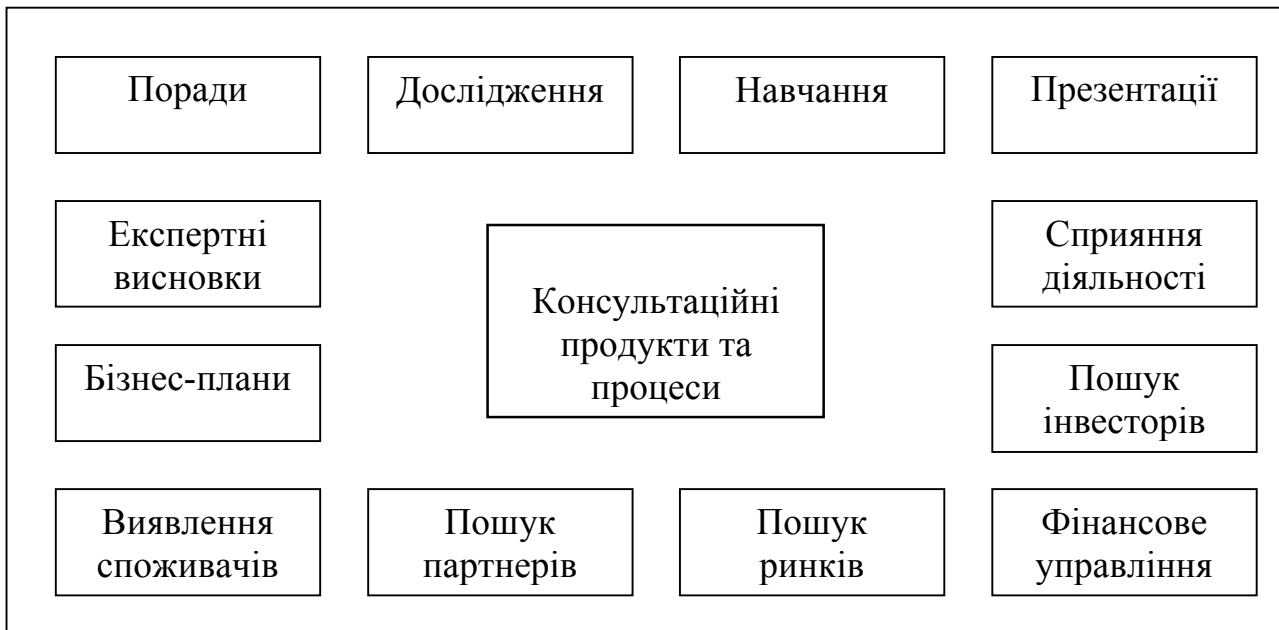 Поради
Дослідження
Навчання
Презентації
Експертні
висновки
Консультаційні
продукти та
процеси
Сприяння
діяльності
Бізнес-плани
Пошук
інвесторів
Виявлення
споживачів
Пошук
партнерів
Пошук
ринків
Фінансове
управління